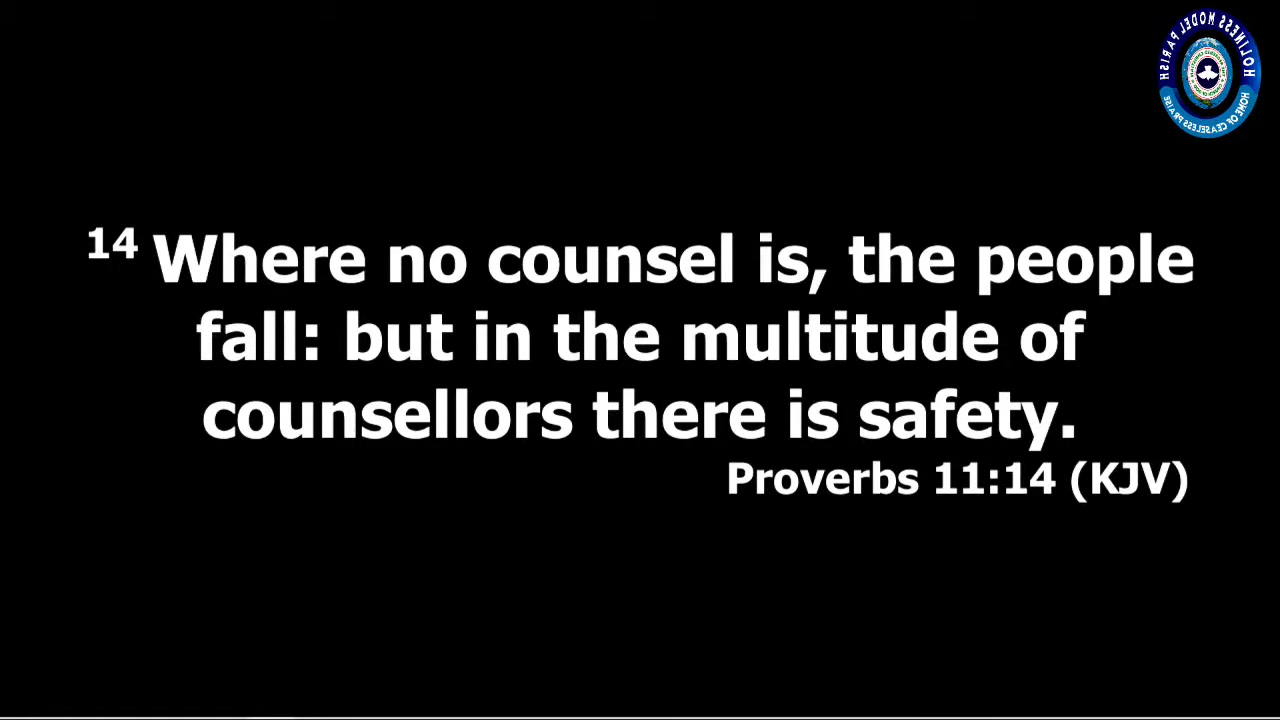 HOLINESS MODEL PARISH
HOME OF CEASELESS PRAISE
14 Where no counsel is, the people
fall: but in the multitude of
counsellors there is safety.
Proverbs 11:14 (KJV)